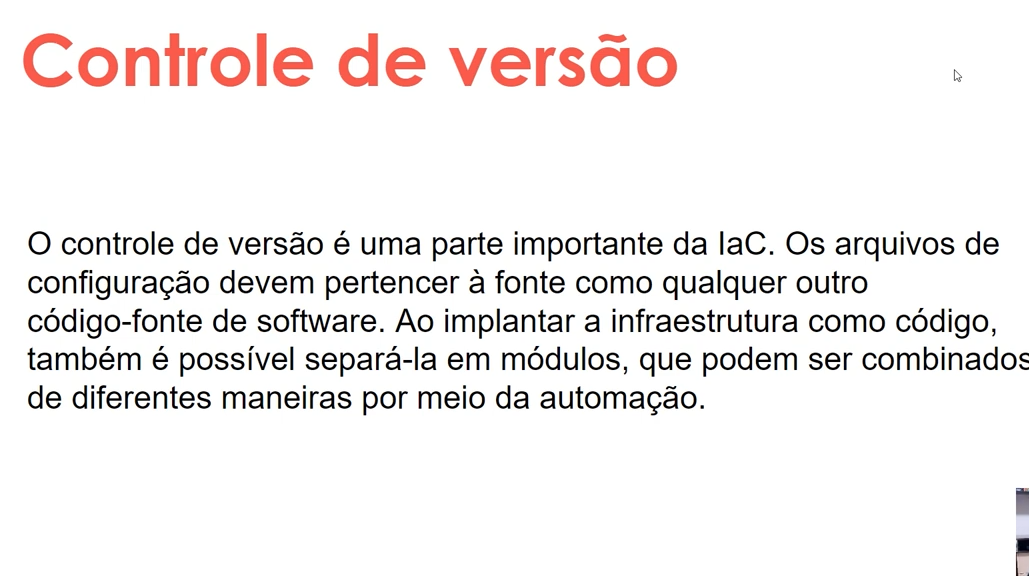 Controle de versão
O controle de versão é uma parte importante da IaC. Os arquivos de
configuração devem pertencer à fonte como qualquer outro
código-fonte de software. Ao implantar a infraestrutura como código,
também é possível separá-la em módulos, que podem ser combinados
de diferentes maneiras por meio da automação.